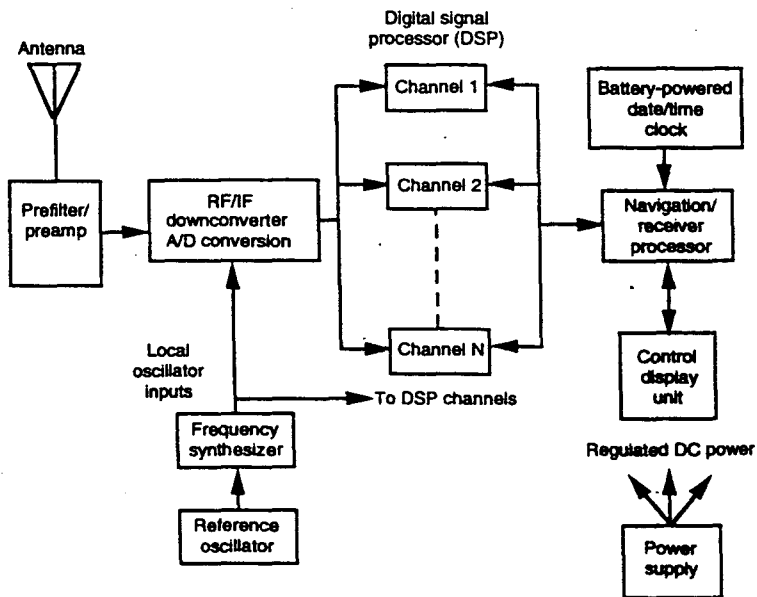 Digital signal
processor (DSP)
Antenna
Channel 1
Battery-powered
date/time
clock
Prefilter/
preamp
RF/IF
downconverter
A/D conversion
Channel 2
Navigation/
receiver
processor
Channel N
Local
oscillator
inputs
Control
display
unit
To DSP channels
Frequency
synthesizer
Regulated DC power
Reference
oscillator
Power
supply